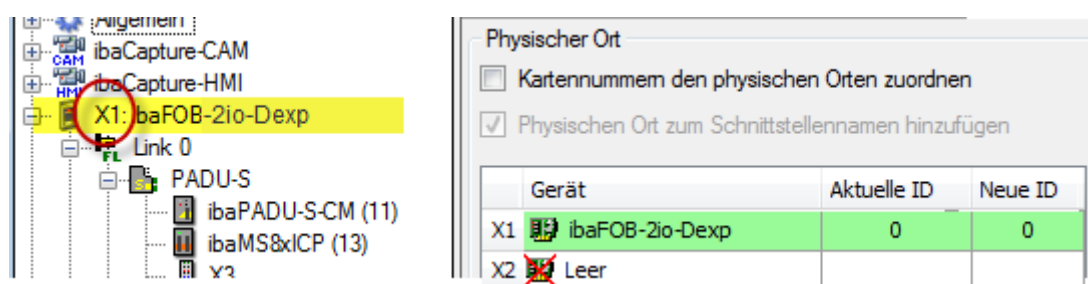 Allgemein
ibaCapture-CAM
ibaCapture-HMI
X1: ibaFOB-2io-Dexp
Link 0
PADU-S
ibaPADU-S-CM (11)
ibaMS8xICP (13)
X3
Physischer Ort
Kartennummern den physischen Orten zuordnen
Physischen Ort zum Schnittstellennamen hinzufügen
Gerät Aktuelle ID Neue ID
X1 ibaFOB-2io-Dexp 0 0
X2 Leer